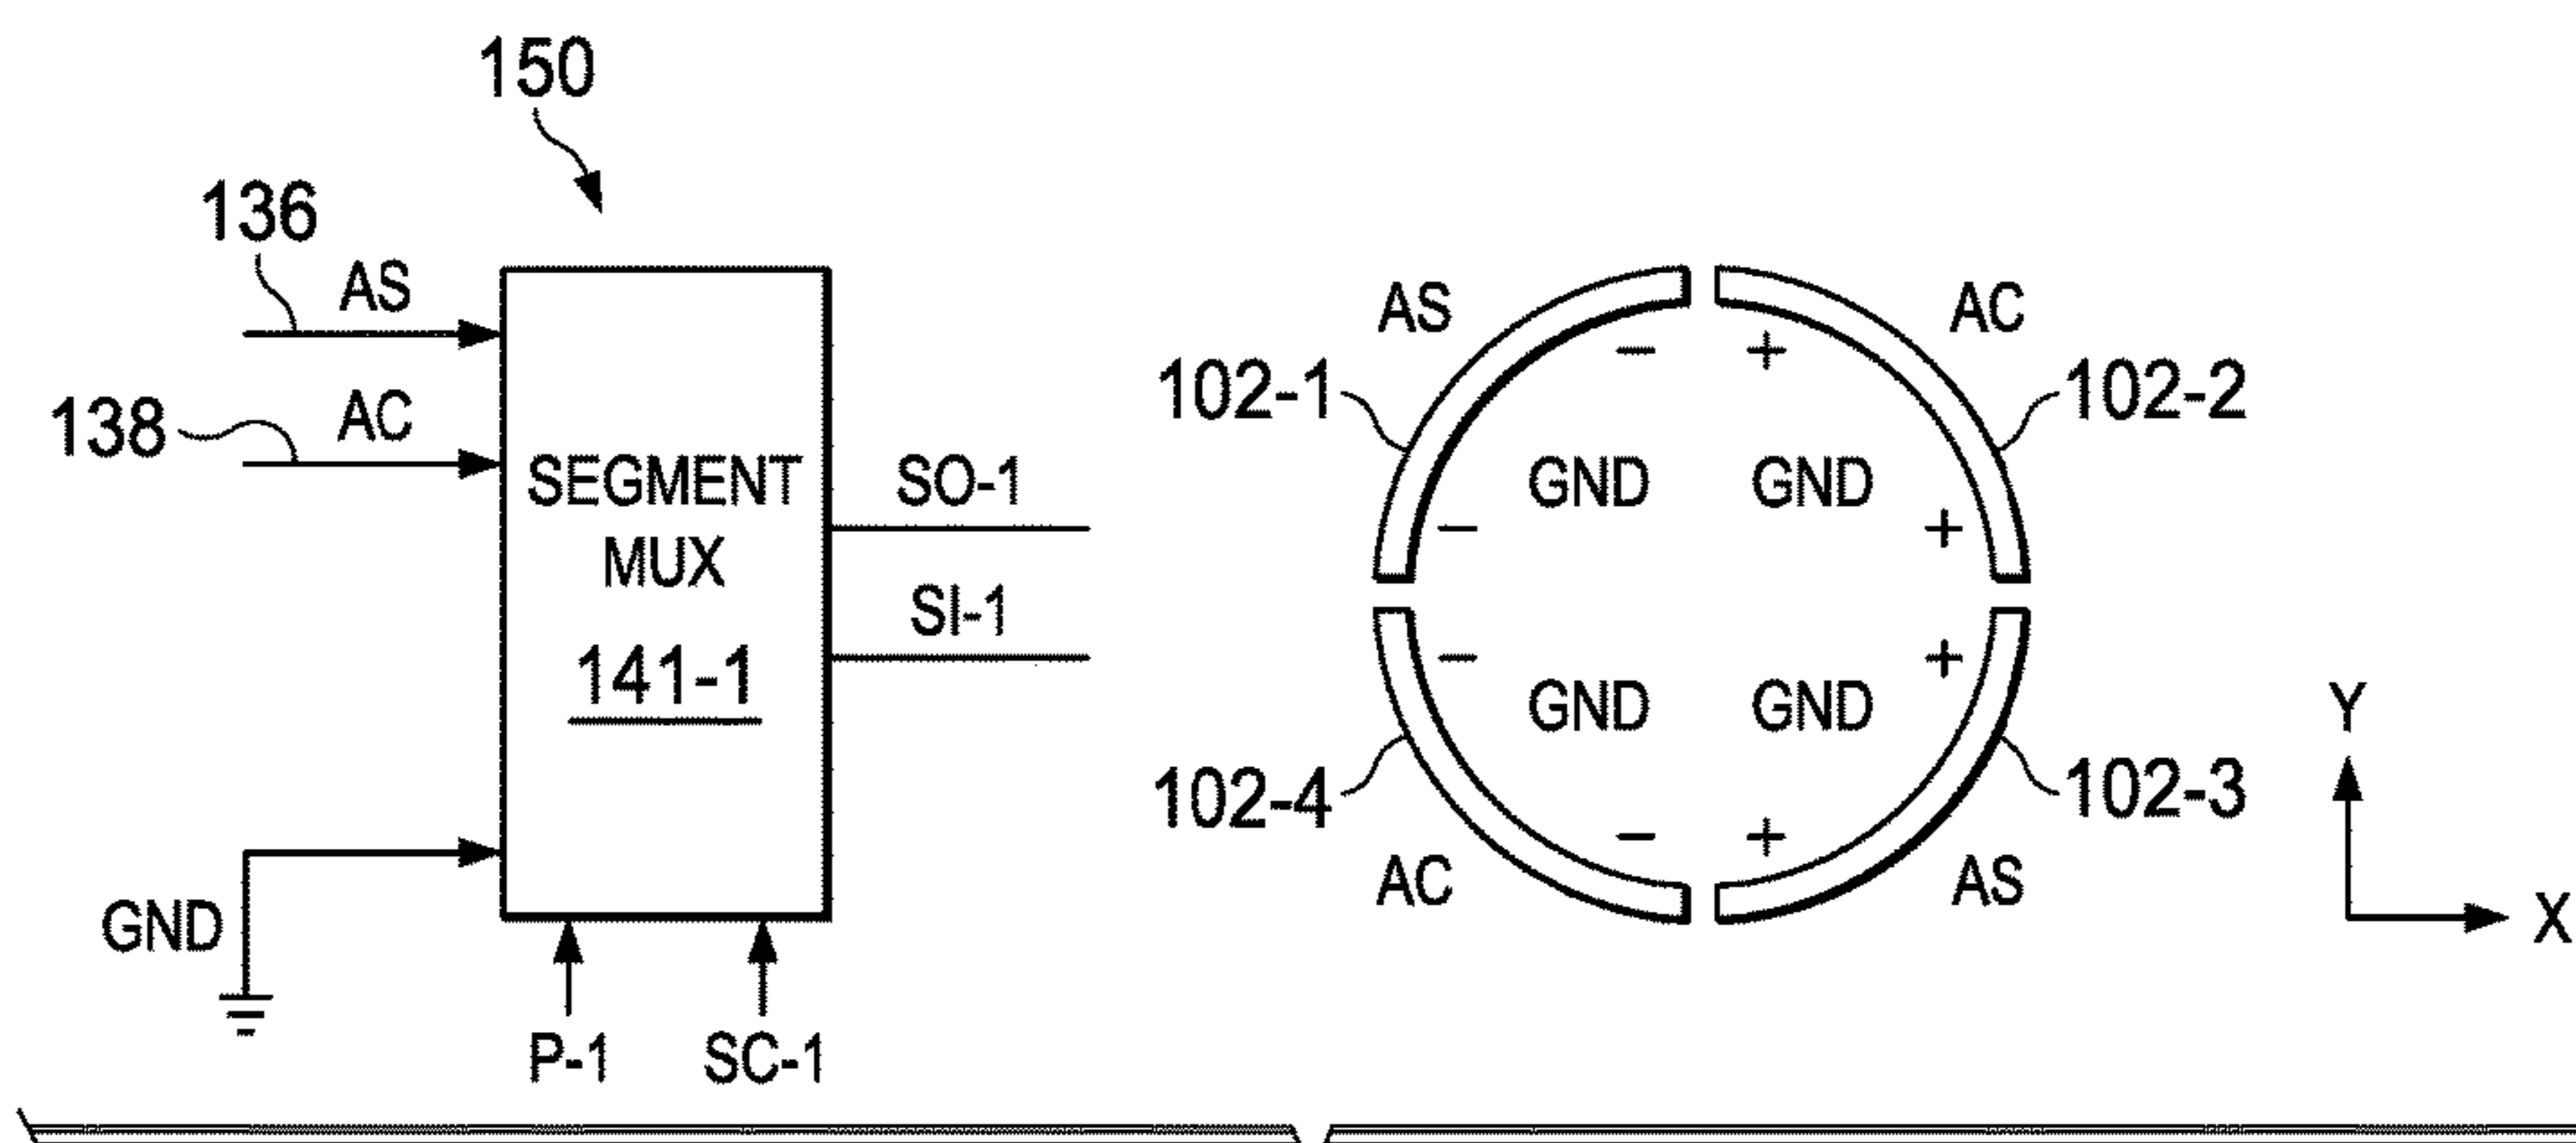 150
136
AS
138
AC
SEGMENT
MUX
141-1
GND
P-1
SC-1
SO-1
SI-1
AS
AC
102-1
102-2
- +
GND GND
- +
- +
GND GND
- +
102-4
102-3
AC
AS
Y
X